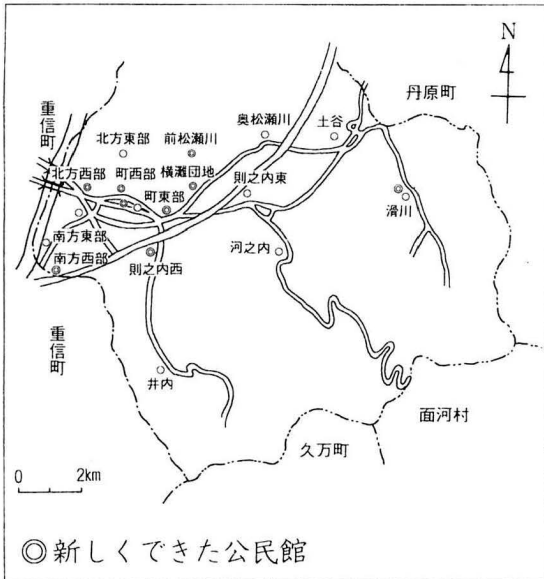 N
丹原町
重信町
奥松瀬川
土谷
北方東部
前松瀬川
北方西部
町西部
横灘団地
則之内東
町東部
滑川
南方東部
河之内
南方西部
則之内西
重信町
井内
面河村
久万町
0 2km
◎新しくできた公民館